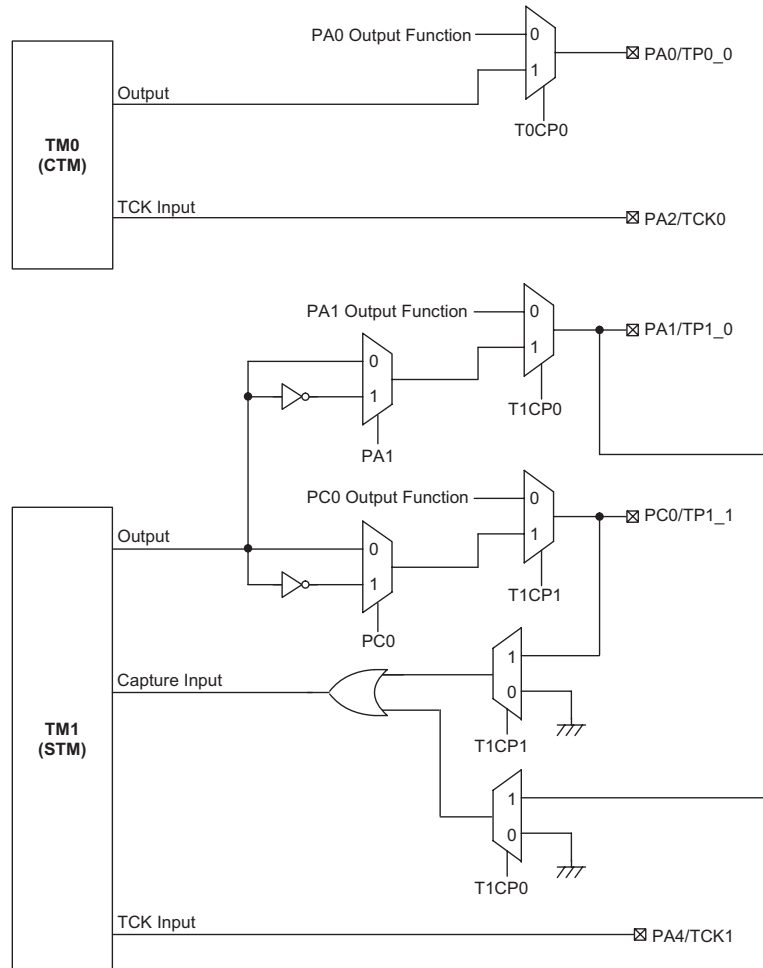 PA0 Output Function
0
PA0/TP0_0
1
Output
T0CP0
TM0
(CTM)
TCK Input
PA2/TCK0
PA1 Output Function
0
PA1/TP1_0
1
0
1
T1CP0
PA1
PC0 Output Function
0
PC0/TP1_1
1
Output
0
1
T1CP1
PC0
1
Capture Input
0
TM1
(STM)
T1CP1
1
0
T1CP0
TCK Input
PA4/TCK1